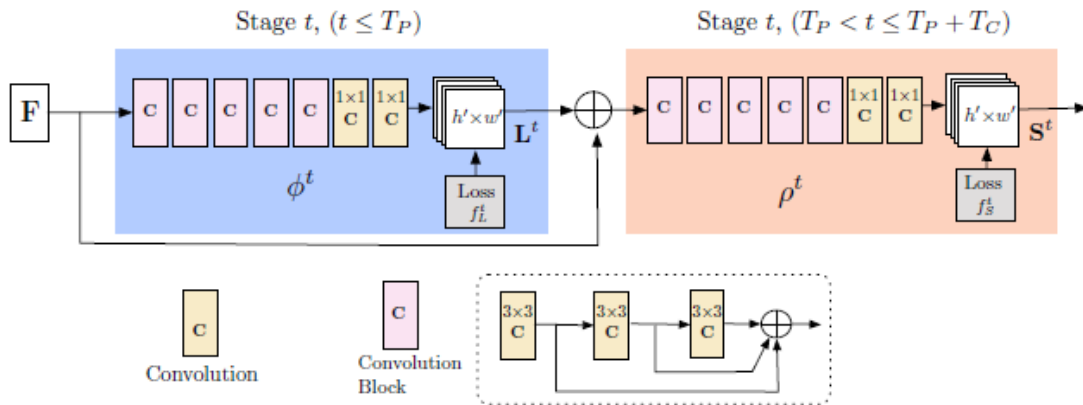 Stage t, (t ≤ T_P)
Stage t, (T_P < t ≤ T_P + T_C)
F
C C C C C 1×1 C 1×1 C
h′×w′
L^t
Loss
f_L^t
ϕ^t
C C C C C 1×1 C 1×1 C
h′×w′
S^t
Loss
f_S^t
ρ^t
C
Convolution
C
Convolution
Block
3×3 3×3 3×3
C C C